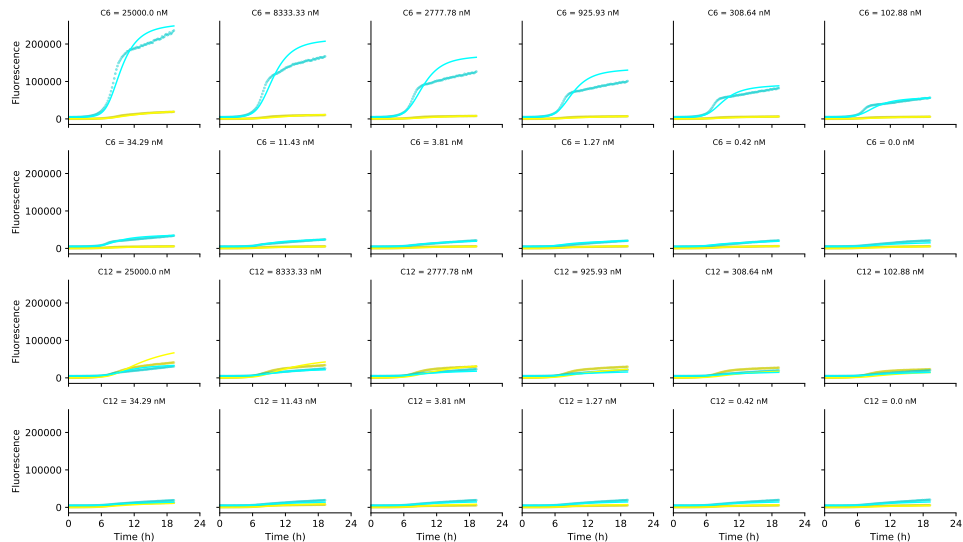 C6 = 25000.0 nM C6 = 8333.33 nM C6 = 2777.78 nM C6 = 925.93 nM C6 = 308.64 nM C6 = 102.88 nM
Fluorescence
200000
100000
0
C6 = 34.29 nM C6 = 11.43 nM C6 = 3.81 nM C6 = 1.27 nM C6 = 0.42 nM C6 = 0.0 nM
Fluorescence
200000
100000
0
C12 = 25000.0 nM C12 = 8333.33 nM C12 = 2777.78 nM C12 = 925.93 nM C12 = 308.64 nM C12 = 102.88 nM
Fluorescence
200000
100000
0
C12 = 34.29 nM C12 = 11.43 nM C12 = 3.81 nM C12 = 1.27 nM C12 = 0.42 nM C12 = 0.0 nM
Fluorescence
200000
100000
0
0 6 12 18 24 0 6 12 18 24 0 6 12 18 24 0 6 12 18 24 0 6 12 18 24 0 6 12 18 24
Time (h) Time (h) Time (h) Time (h) Time (h) Time (h)